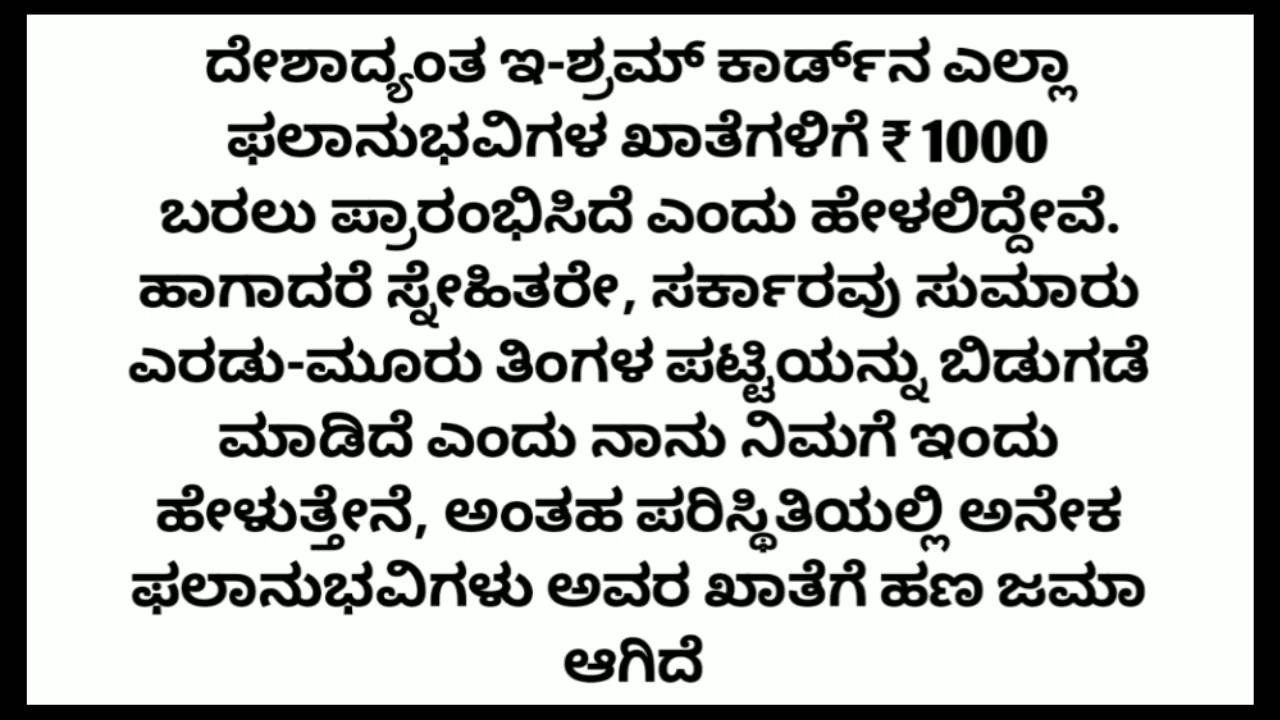 ದೇಶಾದ್ಯಂತ ಇ-ಶ್ರಮ್ ಕಾರ್ಡ್‌ನ ಎಲ್ಲಾ
ಫಲಾನುಭವಿಗಳ ಖಾತೆಗಳಿಗೆ ₹ 1000
ಬರಲು ಪ್ರಾರಂಭಿಸಿದೆ ಎಂದು ಹೇಳಲಿದ್ದೇವೆ.
ಹಾಗಾದರೆ ಸ್ನೇಹಿತರೇ, ಸರ್ಕಾರವು ಸುಮಾರು
ಎರಡು-ಮೂರು ತಿಂಗಳ ಪಟ್ಟಿಯನ್ನು ಬಿಡುಗಡೆ
ಮಾಡಿದೆ ಎಂದು ನಾನು ನಿಮಗೆ ಇಂದು
ಹೇಳುತ್ತೇನೆ, ಅಂತಹ ಪರಿಸ್ಥಿತಿಯಲ್ಲಿ ಅನೇಕ
ಫಲಾನುಭವಿಗಳು ಅವರ ಖಾತೆಗೆ ಹಣ ಜಮಾ
ಆಗಿದೆ